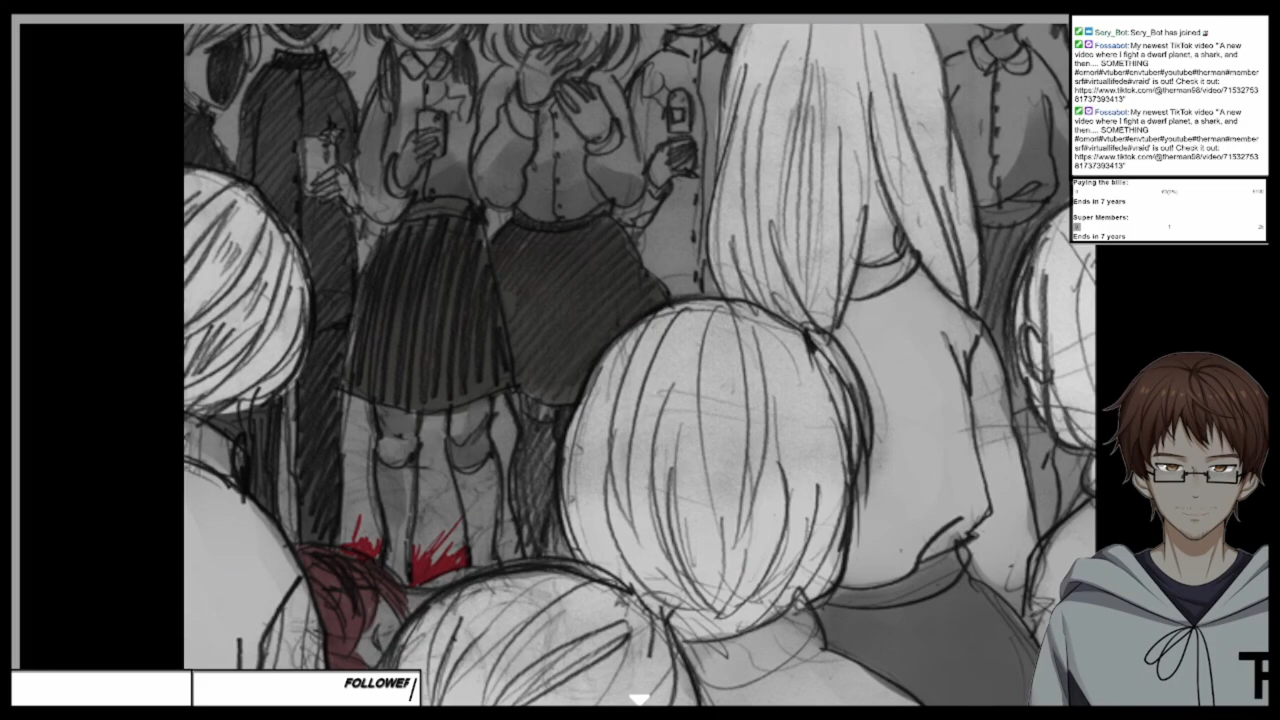 Sery_Bot: Sery_Bot has joined
Fossabot: My newest TikTok video "A new
video where I fight a dwarf planet, a shark, and
then.... SOMETHING
#omori#vtuber#envtuber#youtube#therman#member
srf#virtuallifede#vraid' is out! Check it out:
https://www.tiktok.com/@therman98/video/71532753
81737393413"
Fossabot: My newest TikTok video "A new
video where I fight a dwarf planet, a shark, and
then.... SOMETHING
#omori#vtuber#envtuber#youtube#therman#member
srf#virtuallifede#vraid' is out! Check it out:
https://www.tiktok.com/@therman98/video/71532753
81737393413"
Paying the bills:
Ends in 7 years
Super Members:
Ends in 7 years
FOLLOWER